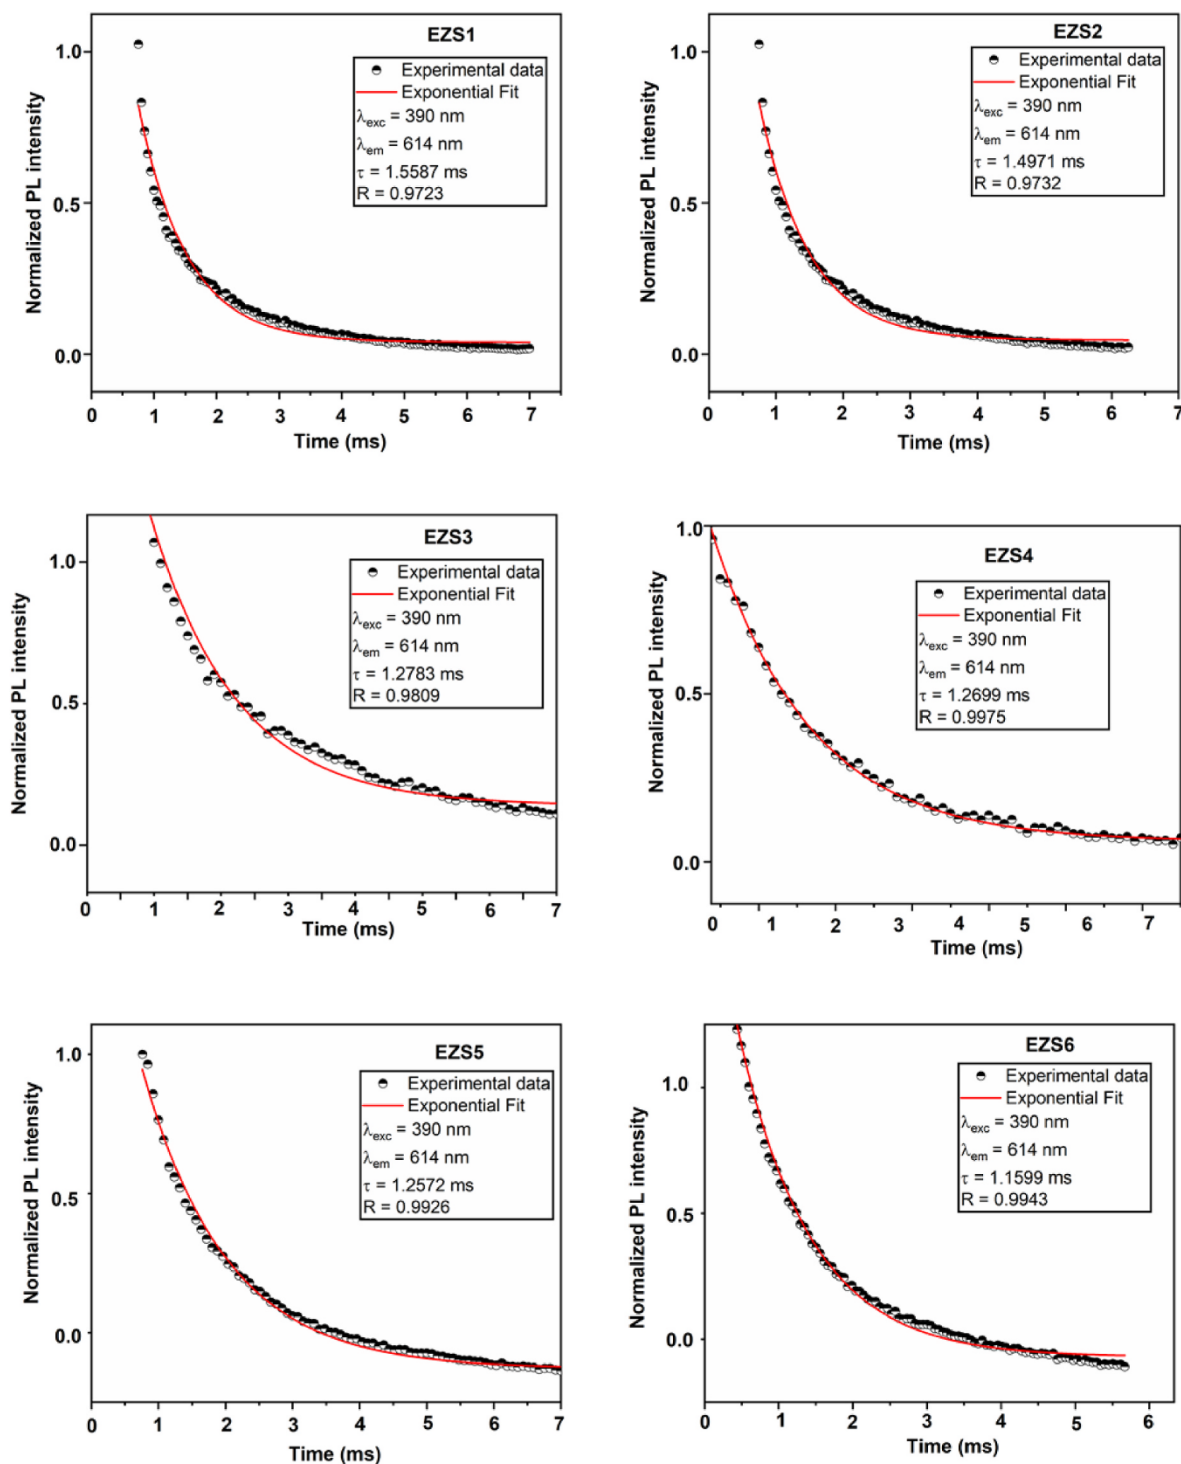 EZS1
Experimental data
Exponential Fit
λexc = 390 nm
λem = 614 nm
τ = 1.5587 ms
R = 0.9723
Normalized PL intensity
1.0
0.5
0.0
0 1 2 3 4 5 6 7
Time (ms)
EZS2
Experimental data
Exponential Fit
λexc = 390 nm
λem = 614 nm
τ = 1.4971 ms
R = 0.9732
Normalized PL intensity
1.0
0.5
0.0
0 1 2 3 4 5 6 7
Time (ms)
EZS3
Experimental data
Exponential Fit
λexc = 390 nm
λem = 614 nm
τ = 1.2783 ms
R = 0.9809
Normalized PL intensity
1.0
0.5
0.0
0 1 2 3 4 5 6 7
Time (ms)
EZS4
Experimental data
Exponential Fit
λexc = 390 nm
λem = 614 nm
τ = 1.2699 ms
R = 0.9975
Normalized PL intensity
1.0
0.5
0.0
0 1 2 3 4 5 6 7
Time (ms)
EZS5
Experimental data
Exponential Fit
λexc = 390 nm
λem = 614 nm
τ = 1.2572 ms
R = 0.9926
Normalized PL intensity
1.0
0.5
0.0
0 1 2 3 4 5 6 7
Time (ms)
EZS6
Experimental data
Exponential Fit
λexc = 390 nm
λem = 614 nm
τ = 1.1599 ms
R = 0.9943
Normalized PL intensity
1.0
0.5
0.0
0 1 2 3 4 5 6
Time (ms)